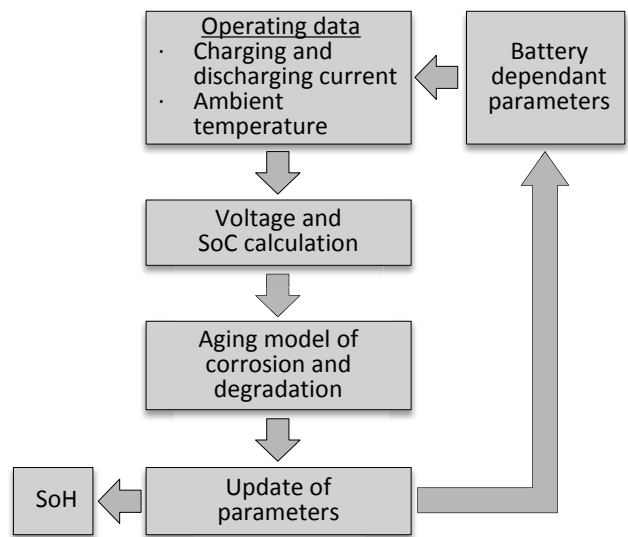 Operating data
· Charging and
discharging current
· Ambient
temperature
Battery
dependant
parameters
Voltage and
SoC calculation
Aging model of
corrosion and
degradation
SoH
Update of
parameters